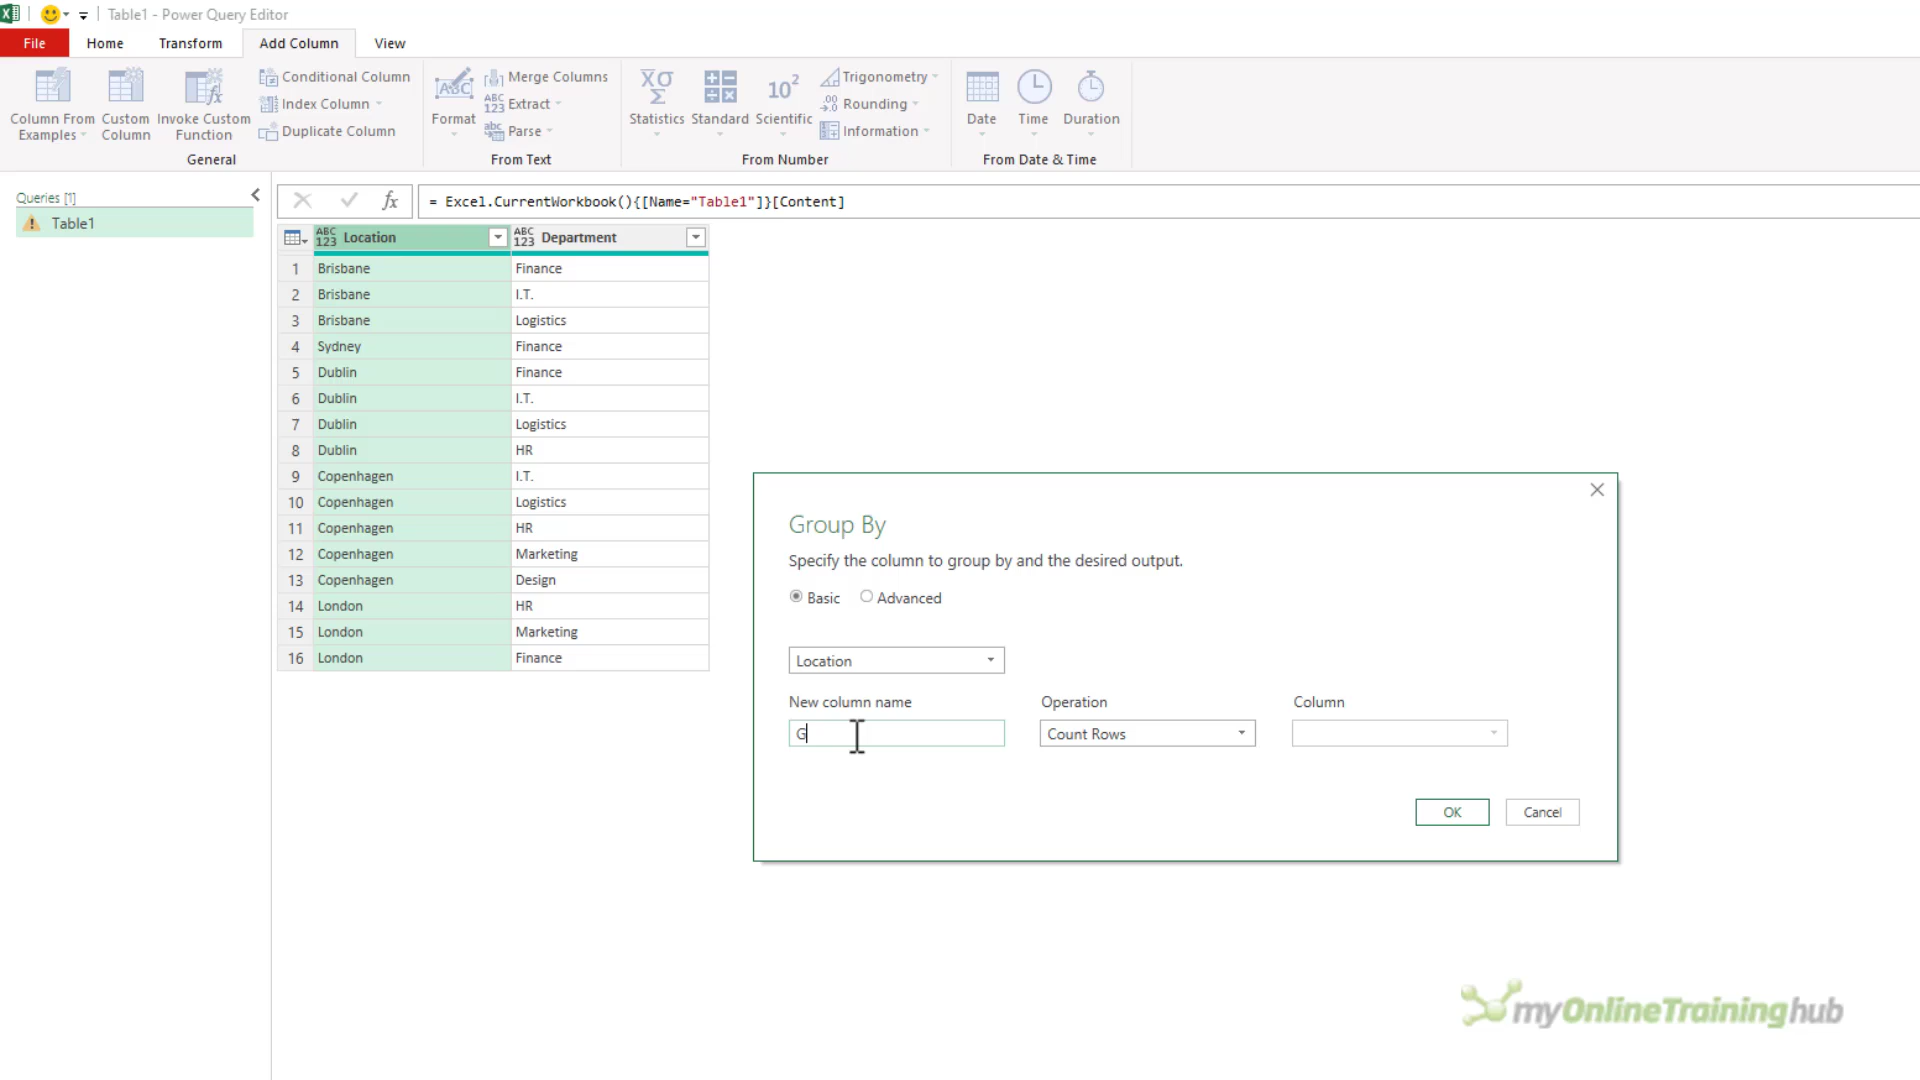 Table1 - Power Query Editor
File Home Transform Add Column View
Column From Examples
Custom Column
Invoke Custom Function
Conditional Column
Index Column
Duplicate Column
General
Format
Merge Columns
Extract
Parse
From Text
Statistics
Standard
Scientific
Trigonometry
Rounding
Information
From Number
Date
Time
Duration
From Date & Time
Queries [1]
Table1
fx = Excel.CurrentWorkbook(){[Name="Table1"]}[Content]
ABC 123 Location ABC 123 Department
1 Brisbane Finance
2 Brisbane I.T.
3 Brisbane Logistics
4 Sydney Finance
5 Dublin Finance
6 Dublin I.T.
7 Dublin Logistics
8 Dublin HR
9 Copenhagen I.T.
10 Copenhagen Logistics
11 Copenhagen HR
12 Copenhagen Marketing
13 Copenhagen Design
14 London HR
15 London Marketing
16 London Finance
Group By
Specify the column to group by and the desired output.
Basic Advanced
Location
New column name Operation Column
G Count Rows
OK Cancel
myOnlineTraininghub